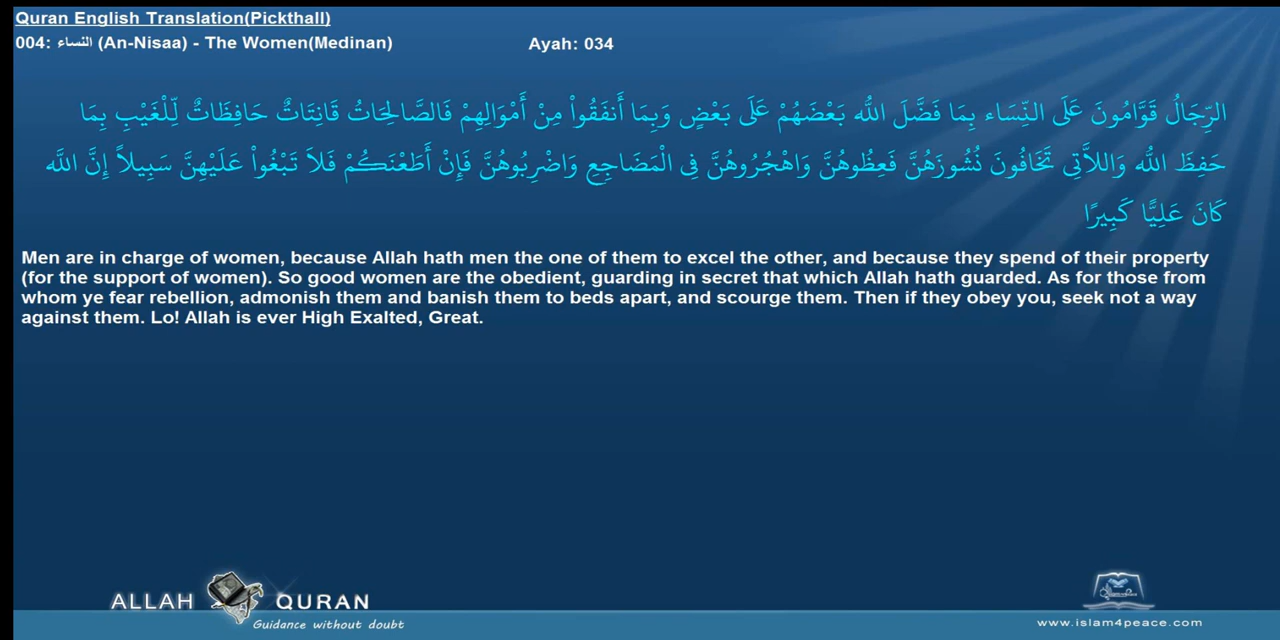 Quran English Translation(Pickthall)
004: النساء (An-Nisaa) - The Women(Medinan)
Ayah: 034
الرِّجَالُ قَوَّامُونَ عَلَى النِّسَاء بِمَا فَضَّلَ اللّهُ بَعْضَهُمْ عَلَى بَعْضٍ وَبِمَا أَنفَقُواْ مِنْ أَمْوَالِهِمْ فَالصَّالِحَاتُ قَانِتَاتٌ حَافِظَاتٌ لِّلْغَيْبِ بِمَا
حَفِظَ اللّهُ وَاللاَّتِي تَخَافُونَ نُشُوزَهُنَّ فَعِظُوهُنَّ وَاهْجُرُوهُنَّ فِي الْمَضَاجِعِ وَاضْرِبُوهُنَّ فَإِنْ أَطَعْنَكُمْ فَلاَ تَبْغُواْ عَلَيْهِنَّ سَبِيلاً إِنَّ اللّهَ
كَانَ عَلِيًّا كَبِيرًا
Men are in charge of women, because Allah hath men the one of them to excel the other, and because they spend of their property
(for the support of women). So good women are the obedient, guarding in secret that which Allah hath guarded. As for those from
whom ye fear rebellion, admonish them and banish them to beds apart, and scourge them. Then if they obey you, seek not a way
against them. Lo! Allah is ever High Exalted, Great.
ALLAH QURAN
Guidance without doubt
www.islam4peace.com